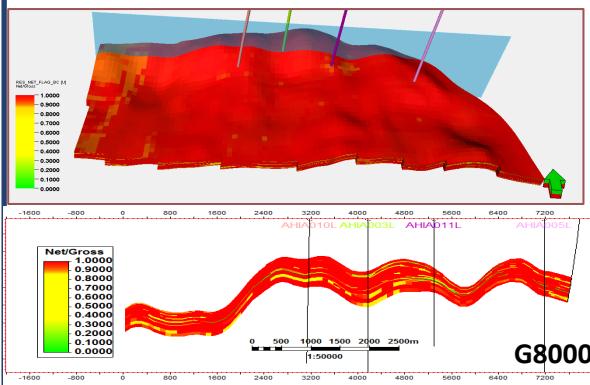 RES_NET_FLAG_BC [U]
Net/Gross
1.0000
0.9000
0.8000
0.7000
0.6000
0.5000
0.4000
0.3000
0.2000
0.1000
0.0000
-1600 -800 0 800 1600 2400 3200 4000 4800 5600 6400 7200
AHIA010L AHIA003L AHIA011L AHIA005L
Net/Gross
1.0000
0.9000
0.8000
0.7000
0.6000
0.5000
0.4000
0.3000
0.2000
0.1000
0.0000
0 500 1000 1500 2000 2500m
1:50000
G8000
-1600 -800 0 800 1600 2400 3200 4000 4800 5600 6400 7200